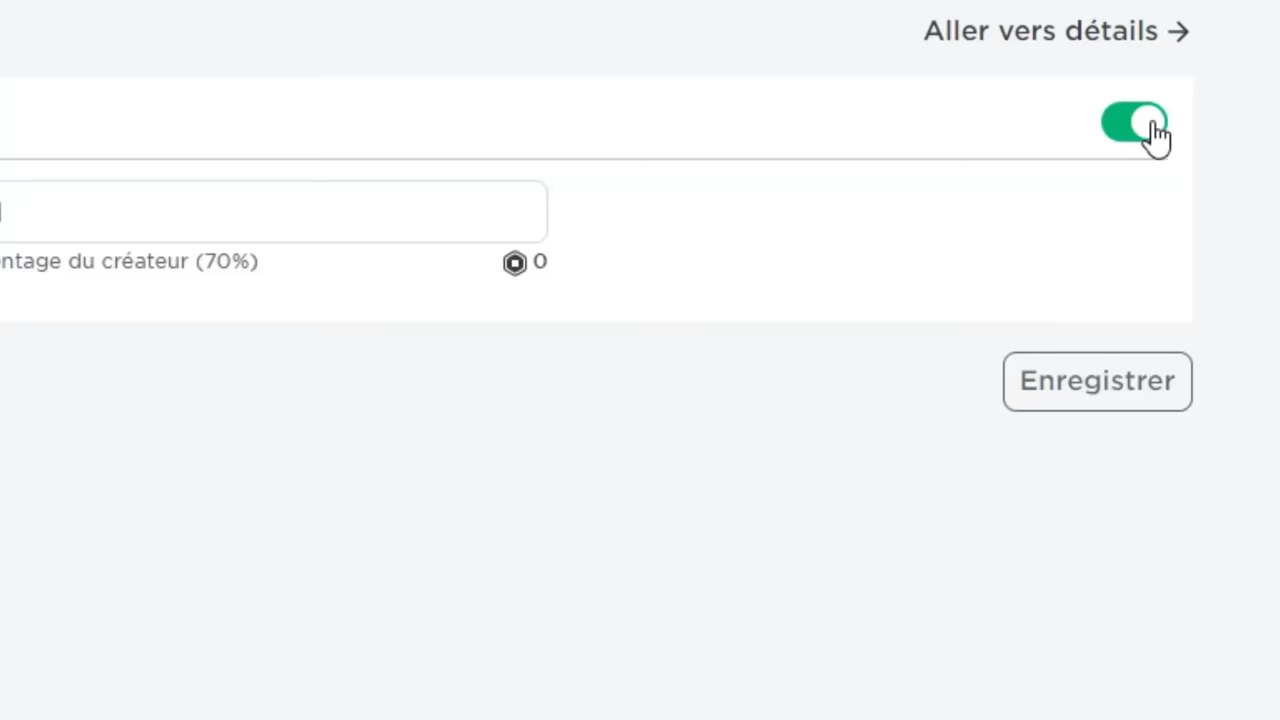 Aller vers détails →
ntage du créateur (70%)
0
Enregistrer